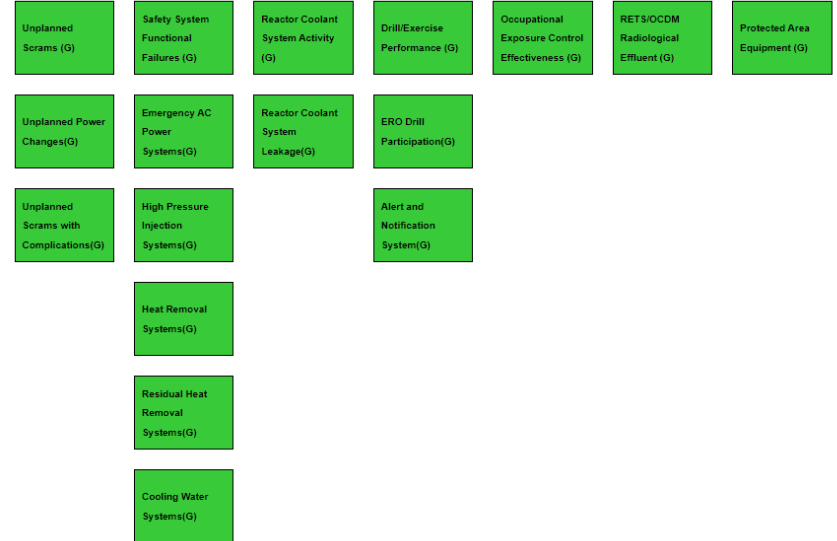 Unplanned
Scrams (G)
Safety System
Functional
Failures (G)
Reactor Coolant
System Activity
(G)
Drill/Exercise
Performance (G)
Occupational
Exposure Control
Effectiveness (G)
RETS/OCDM
Radiological
Effluent (G)
Protected Area
Equipment (G)
Unplanned Power
Changes(G)
Emergency AC
Power
Systems(G)
Reactor Coolant
System
Leakage(G)
ERO Drill
Participation(G)
Unplanned
Scrams with
Complications(G)
High Pressure
Injection
Systems(G)
Alert and
Notification
System(G)
Heat Removal
Systems(G)
Residual Heat
Removal
Systems(G)
Cooling Water
Systems(G)